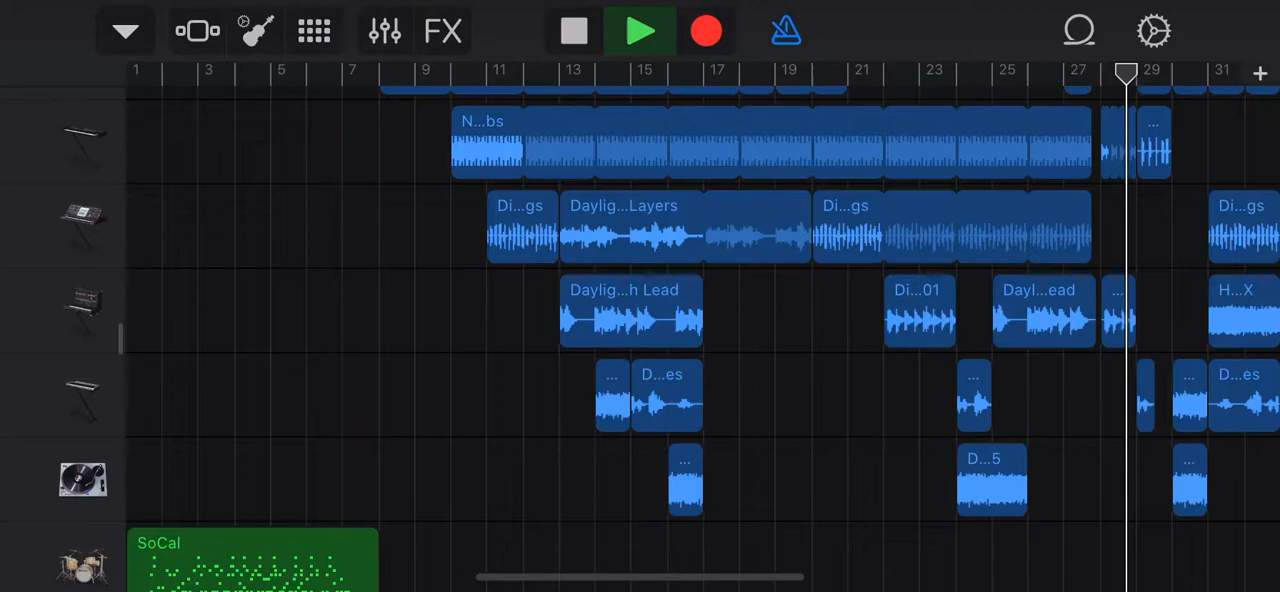 FX
1 3 5 7 9 11 13 15 17 19 21 23 25 27 29 31 +
N...bs ...
Di...gs Daylig...Layers Di...gs Di...gs
Daylig...h Lead Di...01 Dayl...ead ... H...X
... D...es ... ... D...es
... D...5 ...
SoCal